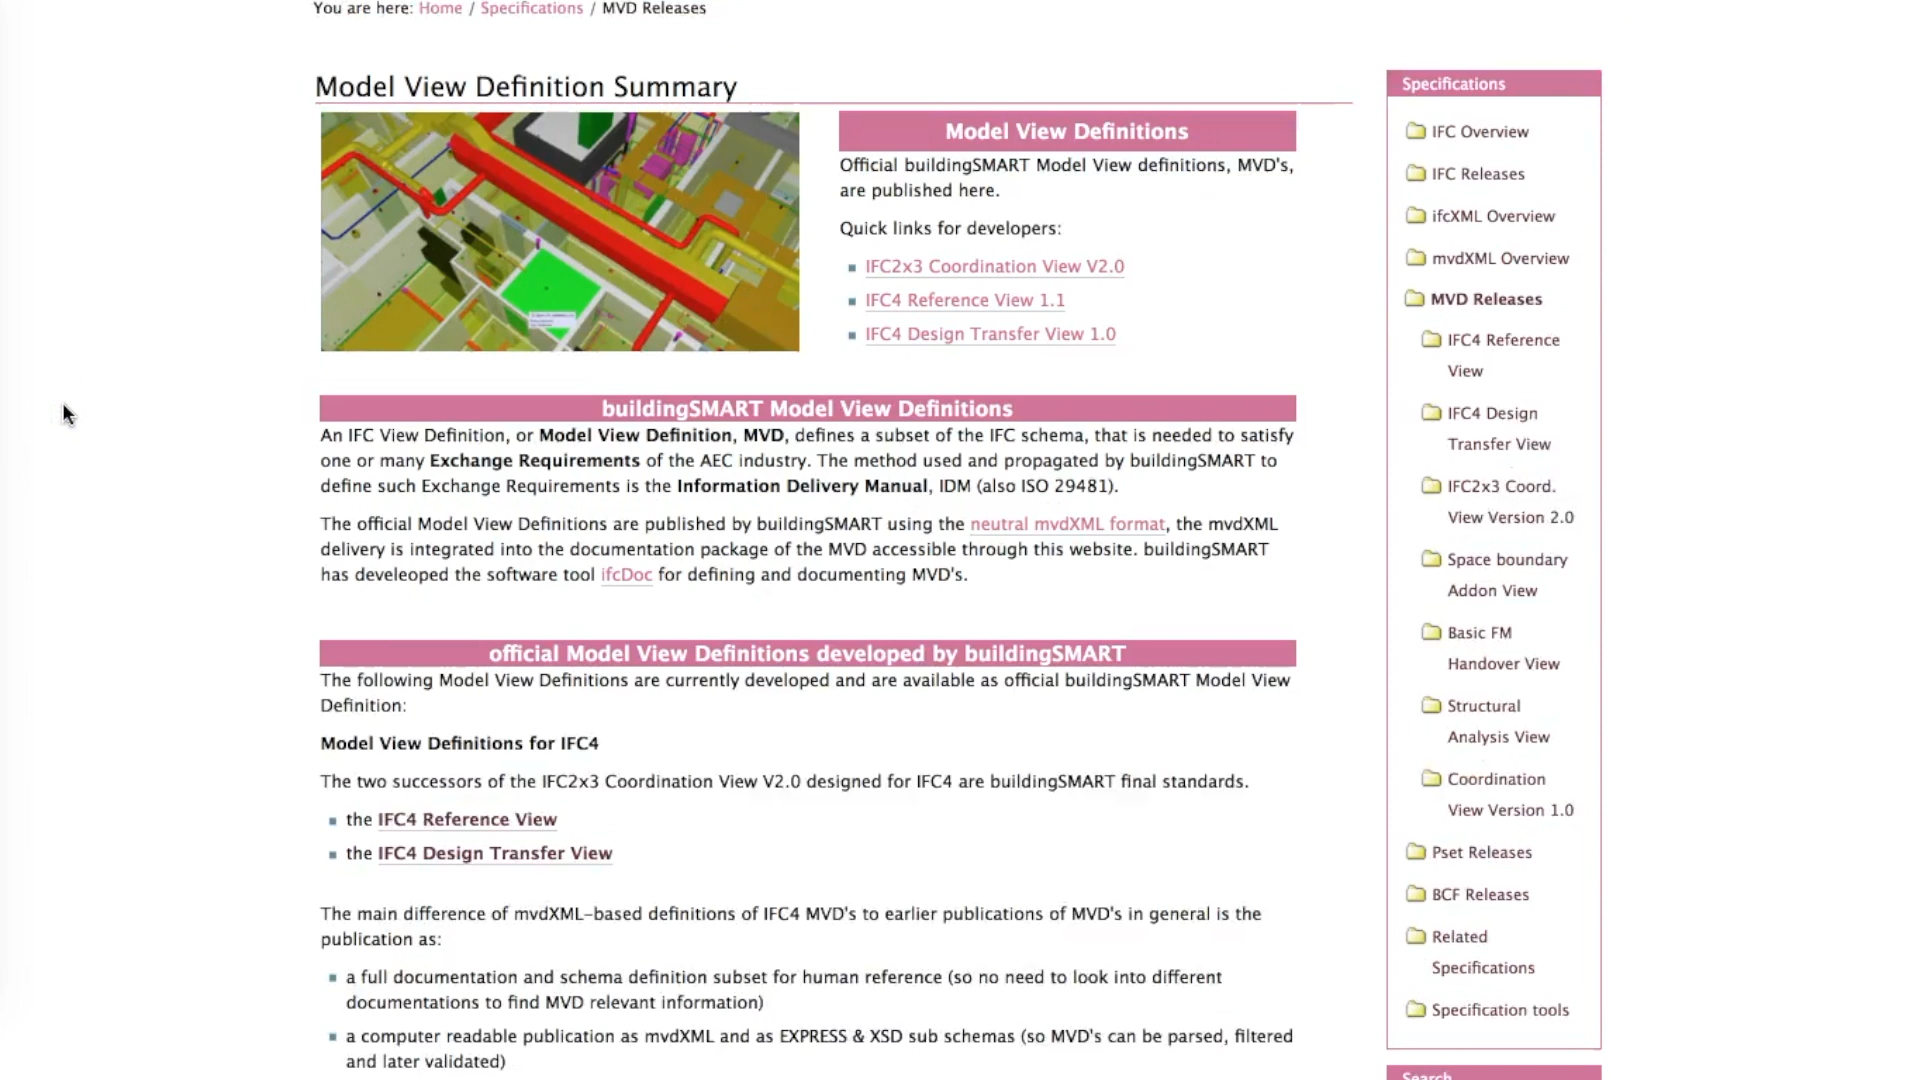 You are here: Home / Specifications / MVD Releases
Model View Definition Summary
Model View Definitions
Official buildingSMART Model View definitions, MVD's,
are published here.
Quick links for developers:
IFC2x3 Coordination View V2.0
IFC4 Reference View 1.1
IFC4 Design Transfer View 1.0
buildingSMART Model View Definitions
An IFC View Definition, or Model View Definition, MVD, defines a subset of the IFC schema, that is needed to satisfy
one or many Exchange Requirements of the AEC industry. The method used and propagated by buildingSMART to
define such Exchange Requirements is the Information Delivery Manual, IDM (also ISO 29481).
The official Model View Definitions are published by buildingSMART using the neutral mvdXML format, the mvdXML
delivery is integrated into the documentation package of the MVD accessible through this website. buildingSMART
has develeoped the software tool ifcDoc for defining and documenting MVD's.
official Model View Definitions developed by buildingSMART
The following Model View Definitions are currently developed and are available as official buildingSMART Model View
Definition:
Model View Definitions for IFC4
The two successors of the IFC2x3 Coordination View V2.0 designed for IFC4 are buildingSMART final standards.
the IFC4 Reference View
the IFC4 Design Transfer View
The main difference of mvdXML-based definitions of IFC4 MVD's to earlier publications of MVD's in general is the
publication as:
a full documentation and schema definition subset for human reference (so no need to look into different
documentations to find MVD relevant information)
a computer readable publication as mvdXML and as EXPRESS & XSD sub schemas (so MVD's can be parsed, filtered
and later validated)
Specifications
IFC Overview
IFC Releases
ifcXML Overview
mvdXML Overview
MVD Releases
IFC4 Reference
View
IFC4 Design
Transfer View
IFC2x3 Coord.
View Version 2.0
Space boundary
Addon View
Basic FM
Handover View
Structural
Analysis View
Coordination
View Version 1.0
Pset Releases
BCF Releases
Related
Specifications
Specification tools
Search